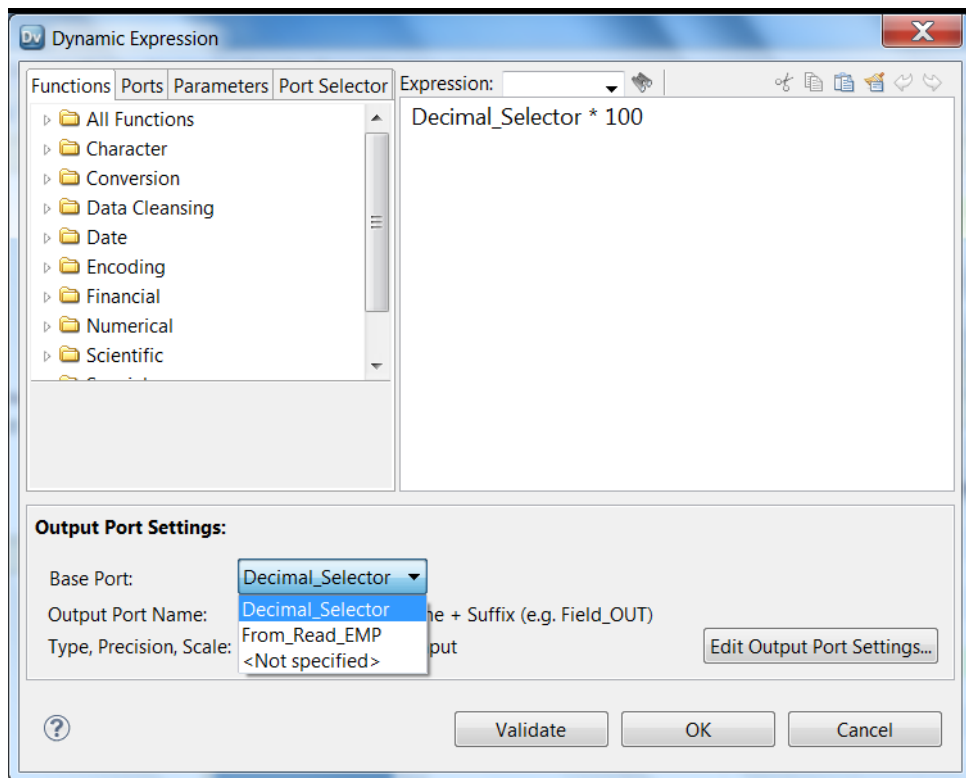 Dv Dynamic Expression
Functions Ports Parameters Port Selector Expression:
All Functions
Character
Conversion
Data Cleansing
Date
Encoding
Financial
Numerical
Scientific
Decimal_Selector * 100
Output Port Settings:
Base Port: Decimal_Selector
Decimal_Selector
From_Read_EMP
<Not specified>
Output Port Name: + Suffix (e.g. Field_OUT)
Type, Precision, Scale: Edit Output Port Settings...
? Validate OK Cancel